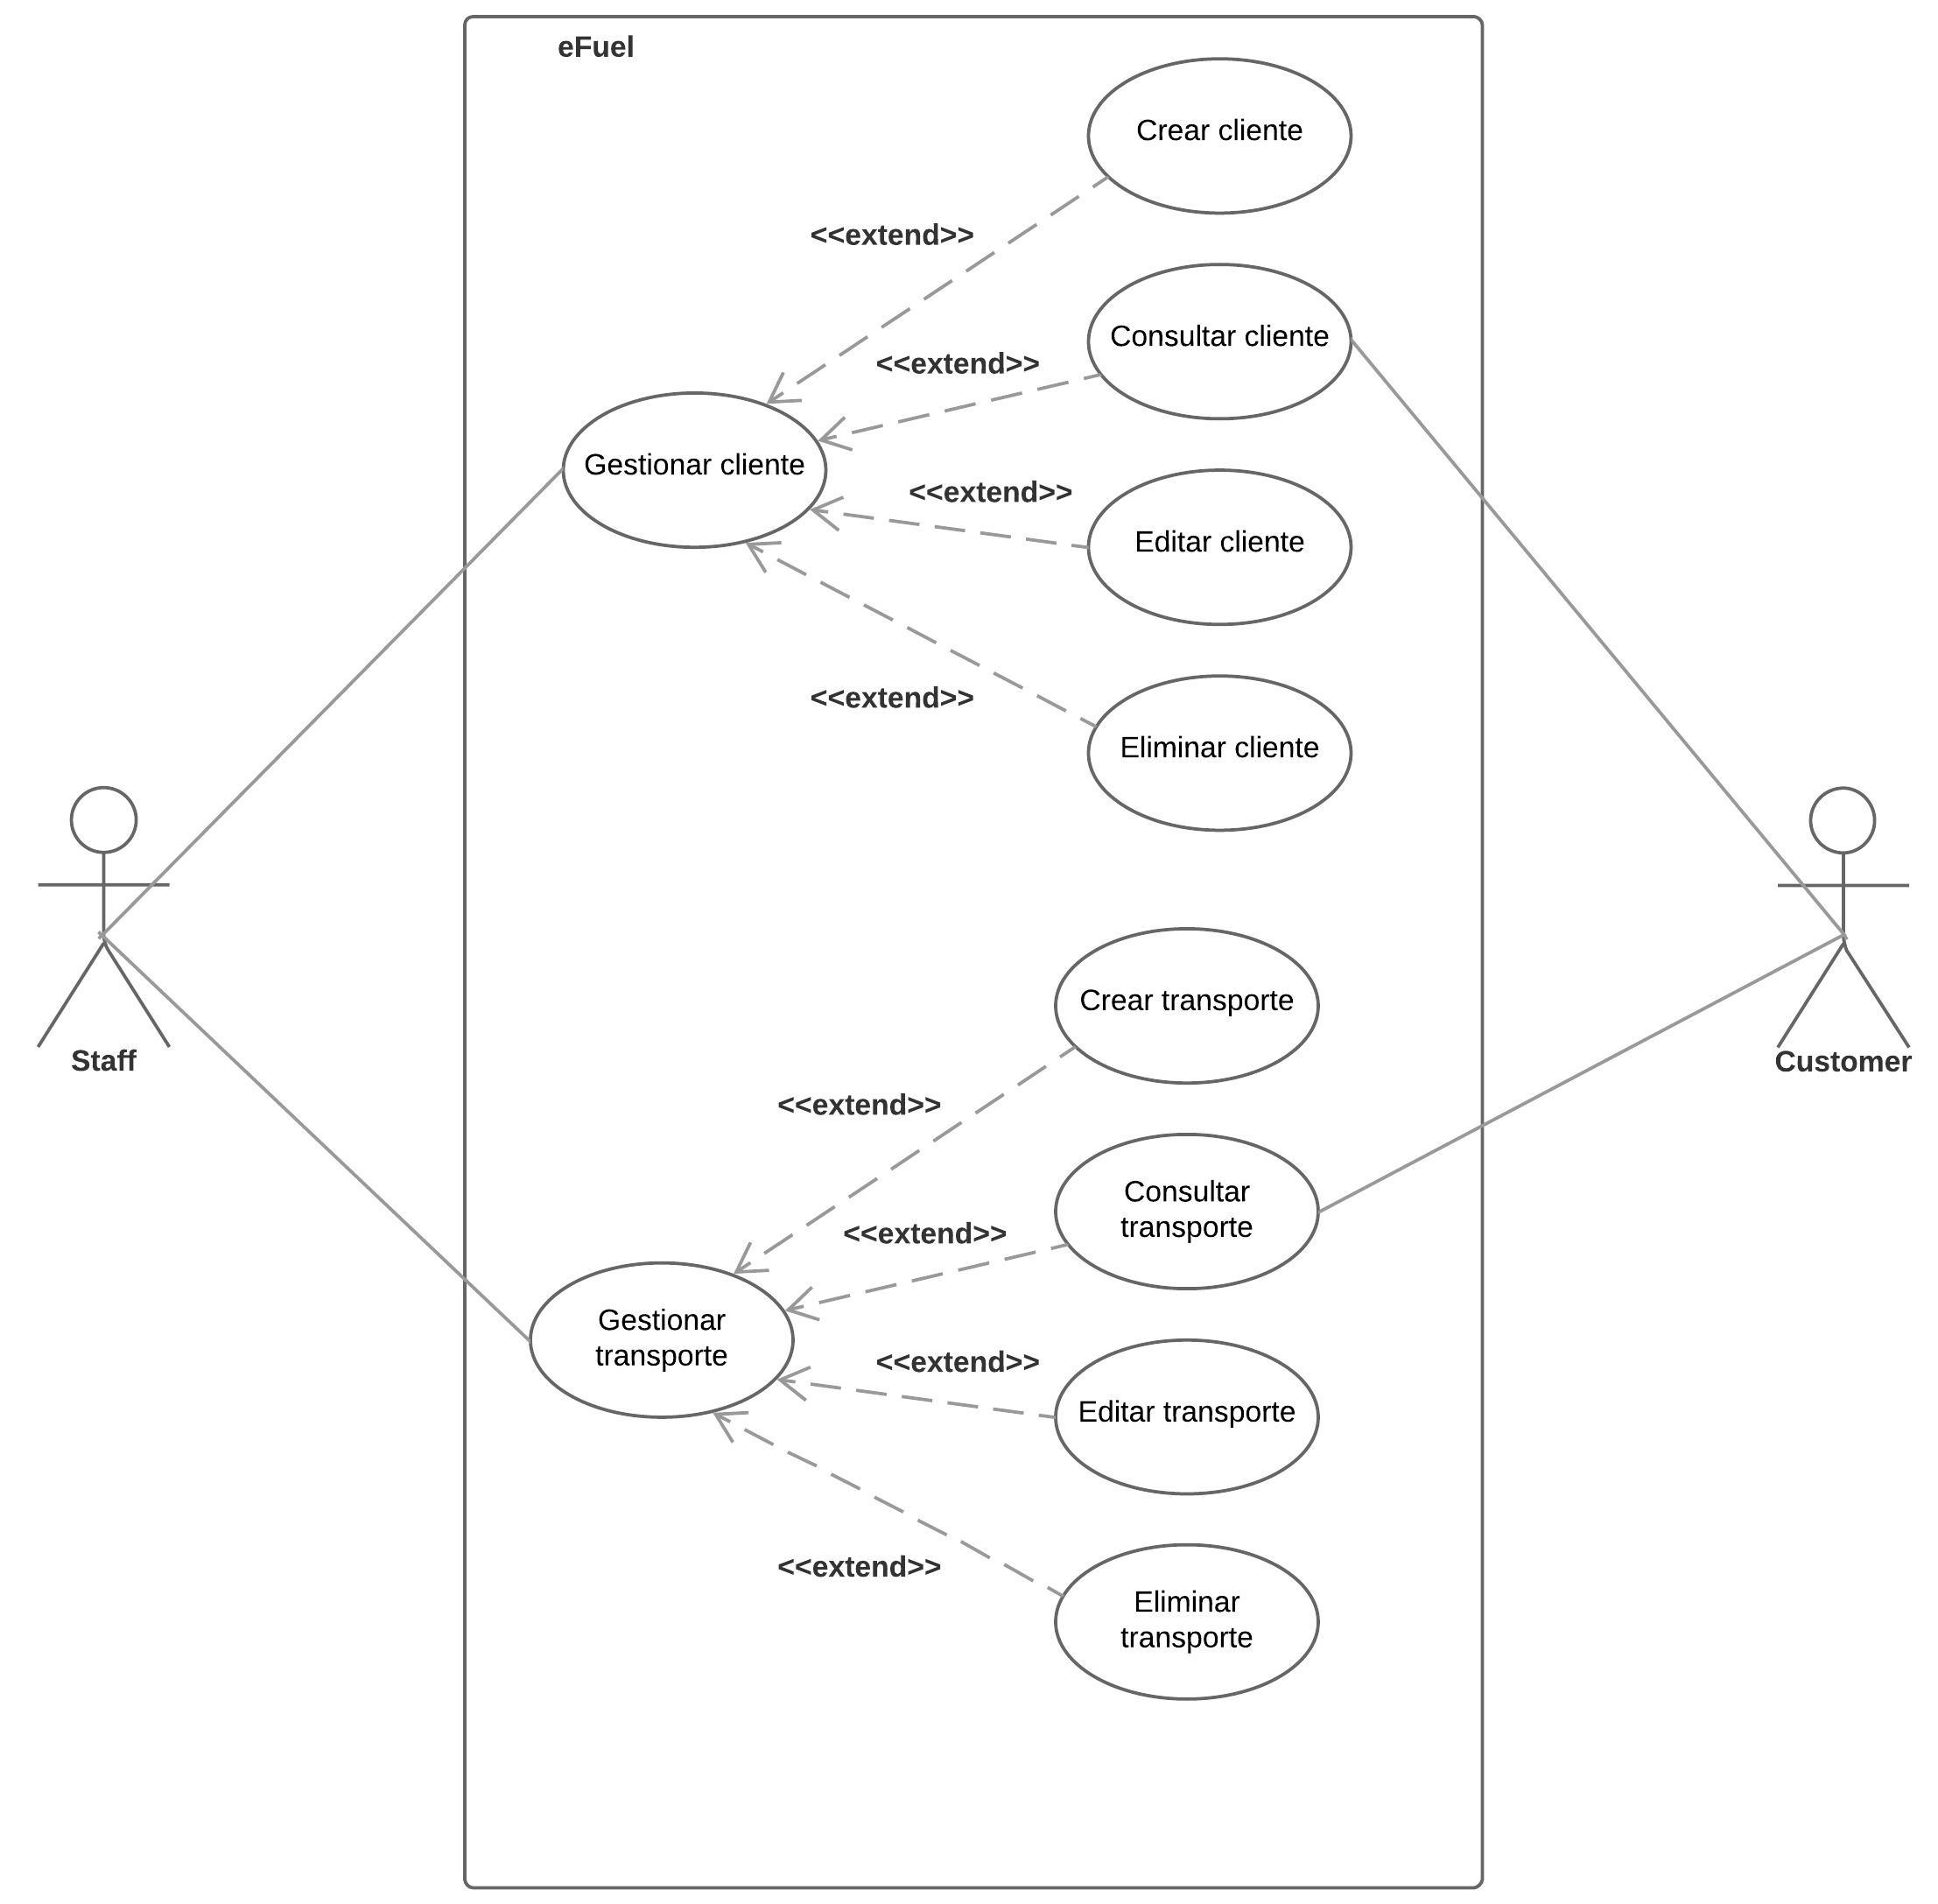 eFuel
Crear cliente
<<extend>>
Consultar cliente
<<extend>>
Gestionar cliente
<<extend>>
Editar cliente
<<extend>>
Eliminar cliente
Staff
Customer
Crear transporte
<<extend>>
Consultar
transporte
<<extend>>
Gestionar
transporte
<<extend>>
Editar transporte
<<extend>>
Eliminar
transporte